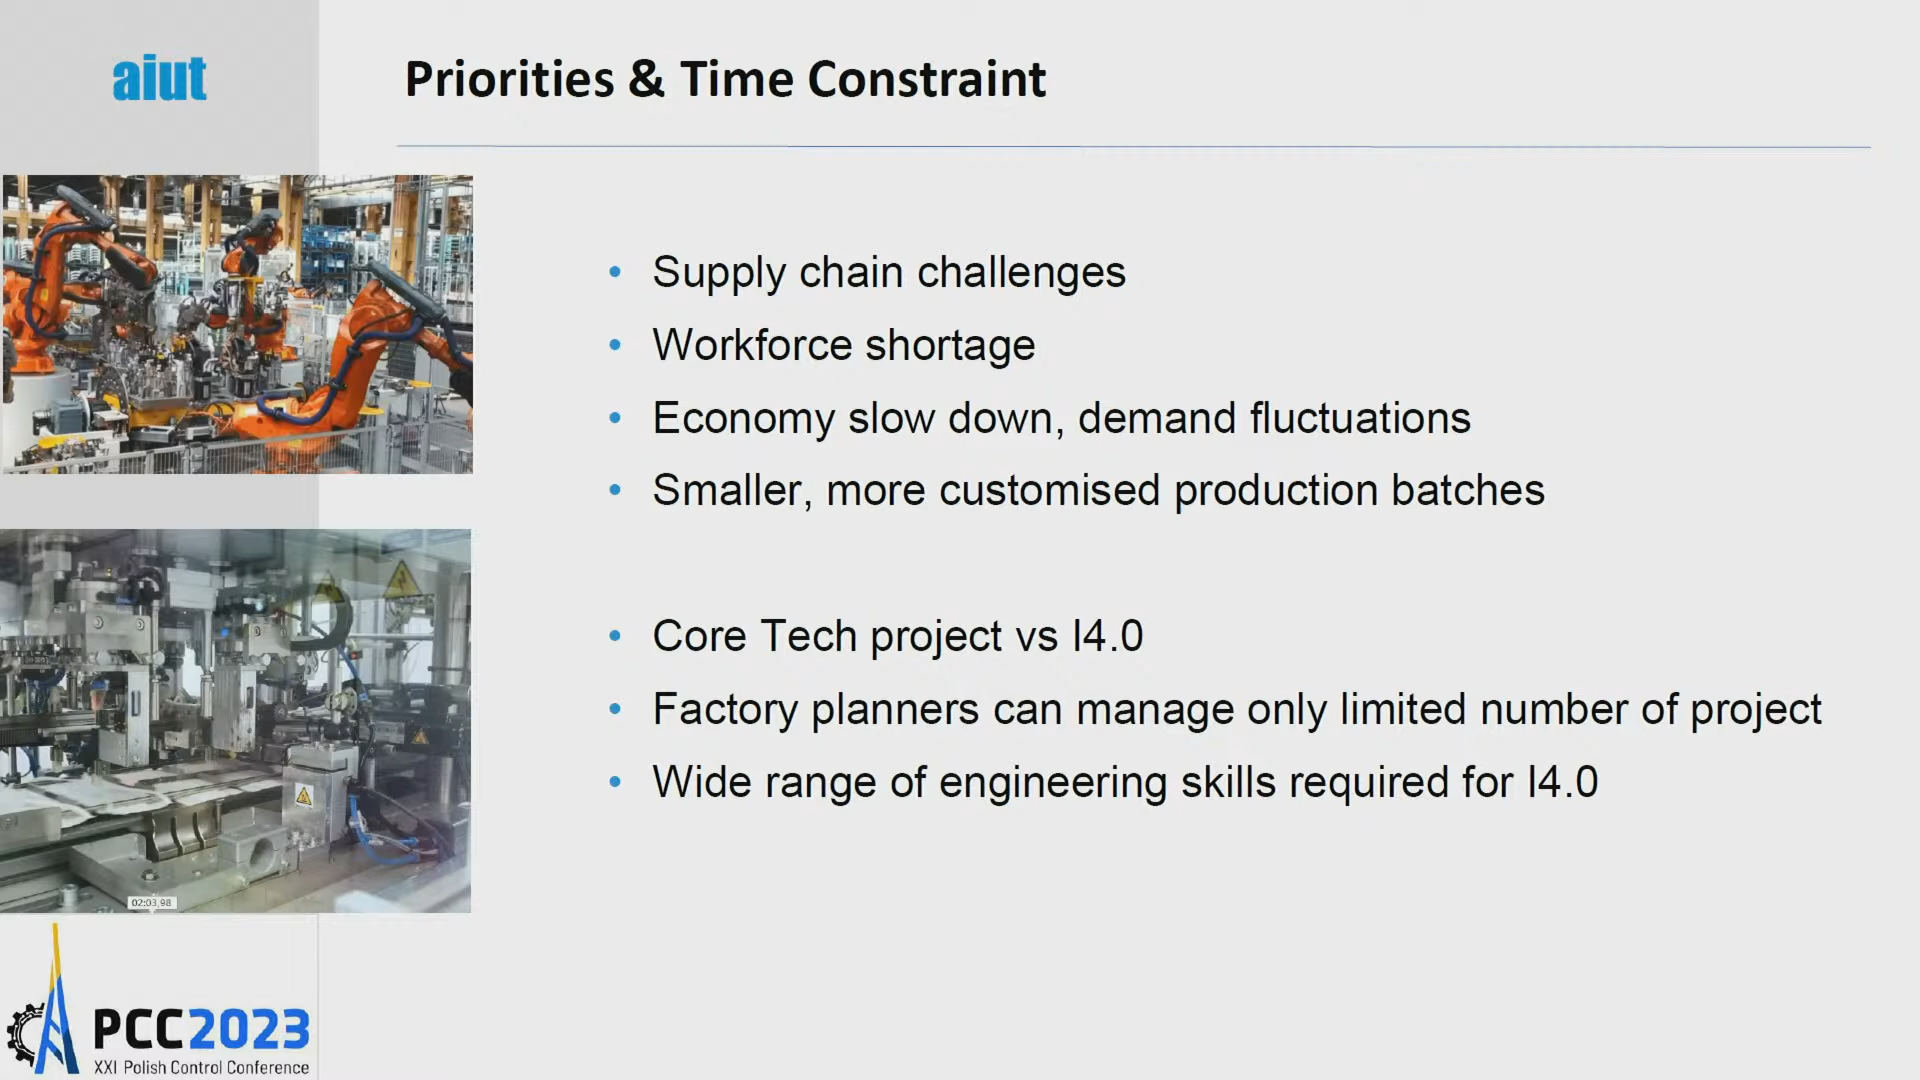 aiut
Priorities & Time Constraint
• Supply chain challenges
• Workforce shortage
• Economy slow down, demand fluctuations
• Smaller, more customised production batches
• Core Tech project vs I4.0
• Factory planners can manage only limited number of project
• Wide range of engineering skills required for I4.0
02:03,98
PCC2023
XXI Polish Control Conference